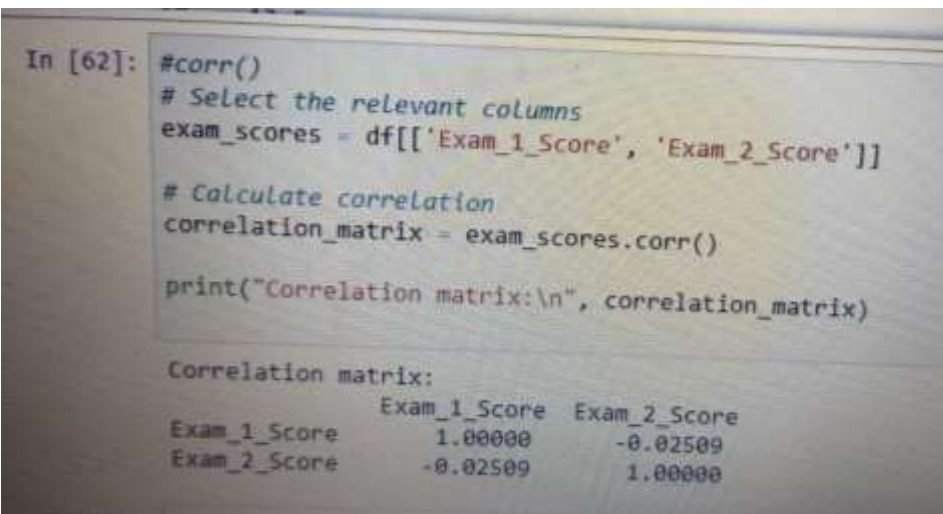 In [62]: #corr()
# Select the relevant columns
exam_scores = df[['Exam_1_Score', 'Exam_2_Score']]
# Calculate correlation
correlation_matrix = exam_scores.corr()
print("Correlation matrix:\n", correlation_matrix)
Correlation matrix:
Exam_1_Score Exam_2_Score
Exam_1_Score 1.00000 -0.02509
Exam_2_Score -0.02509 1.00000